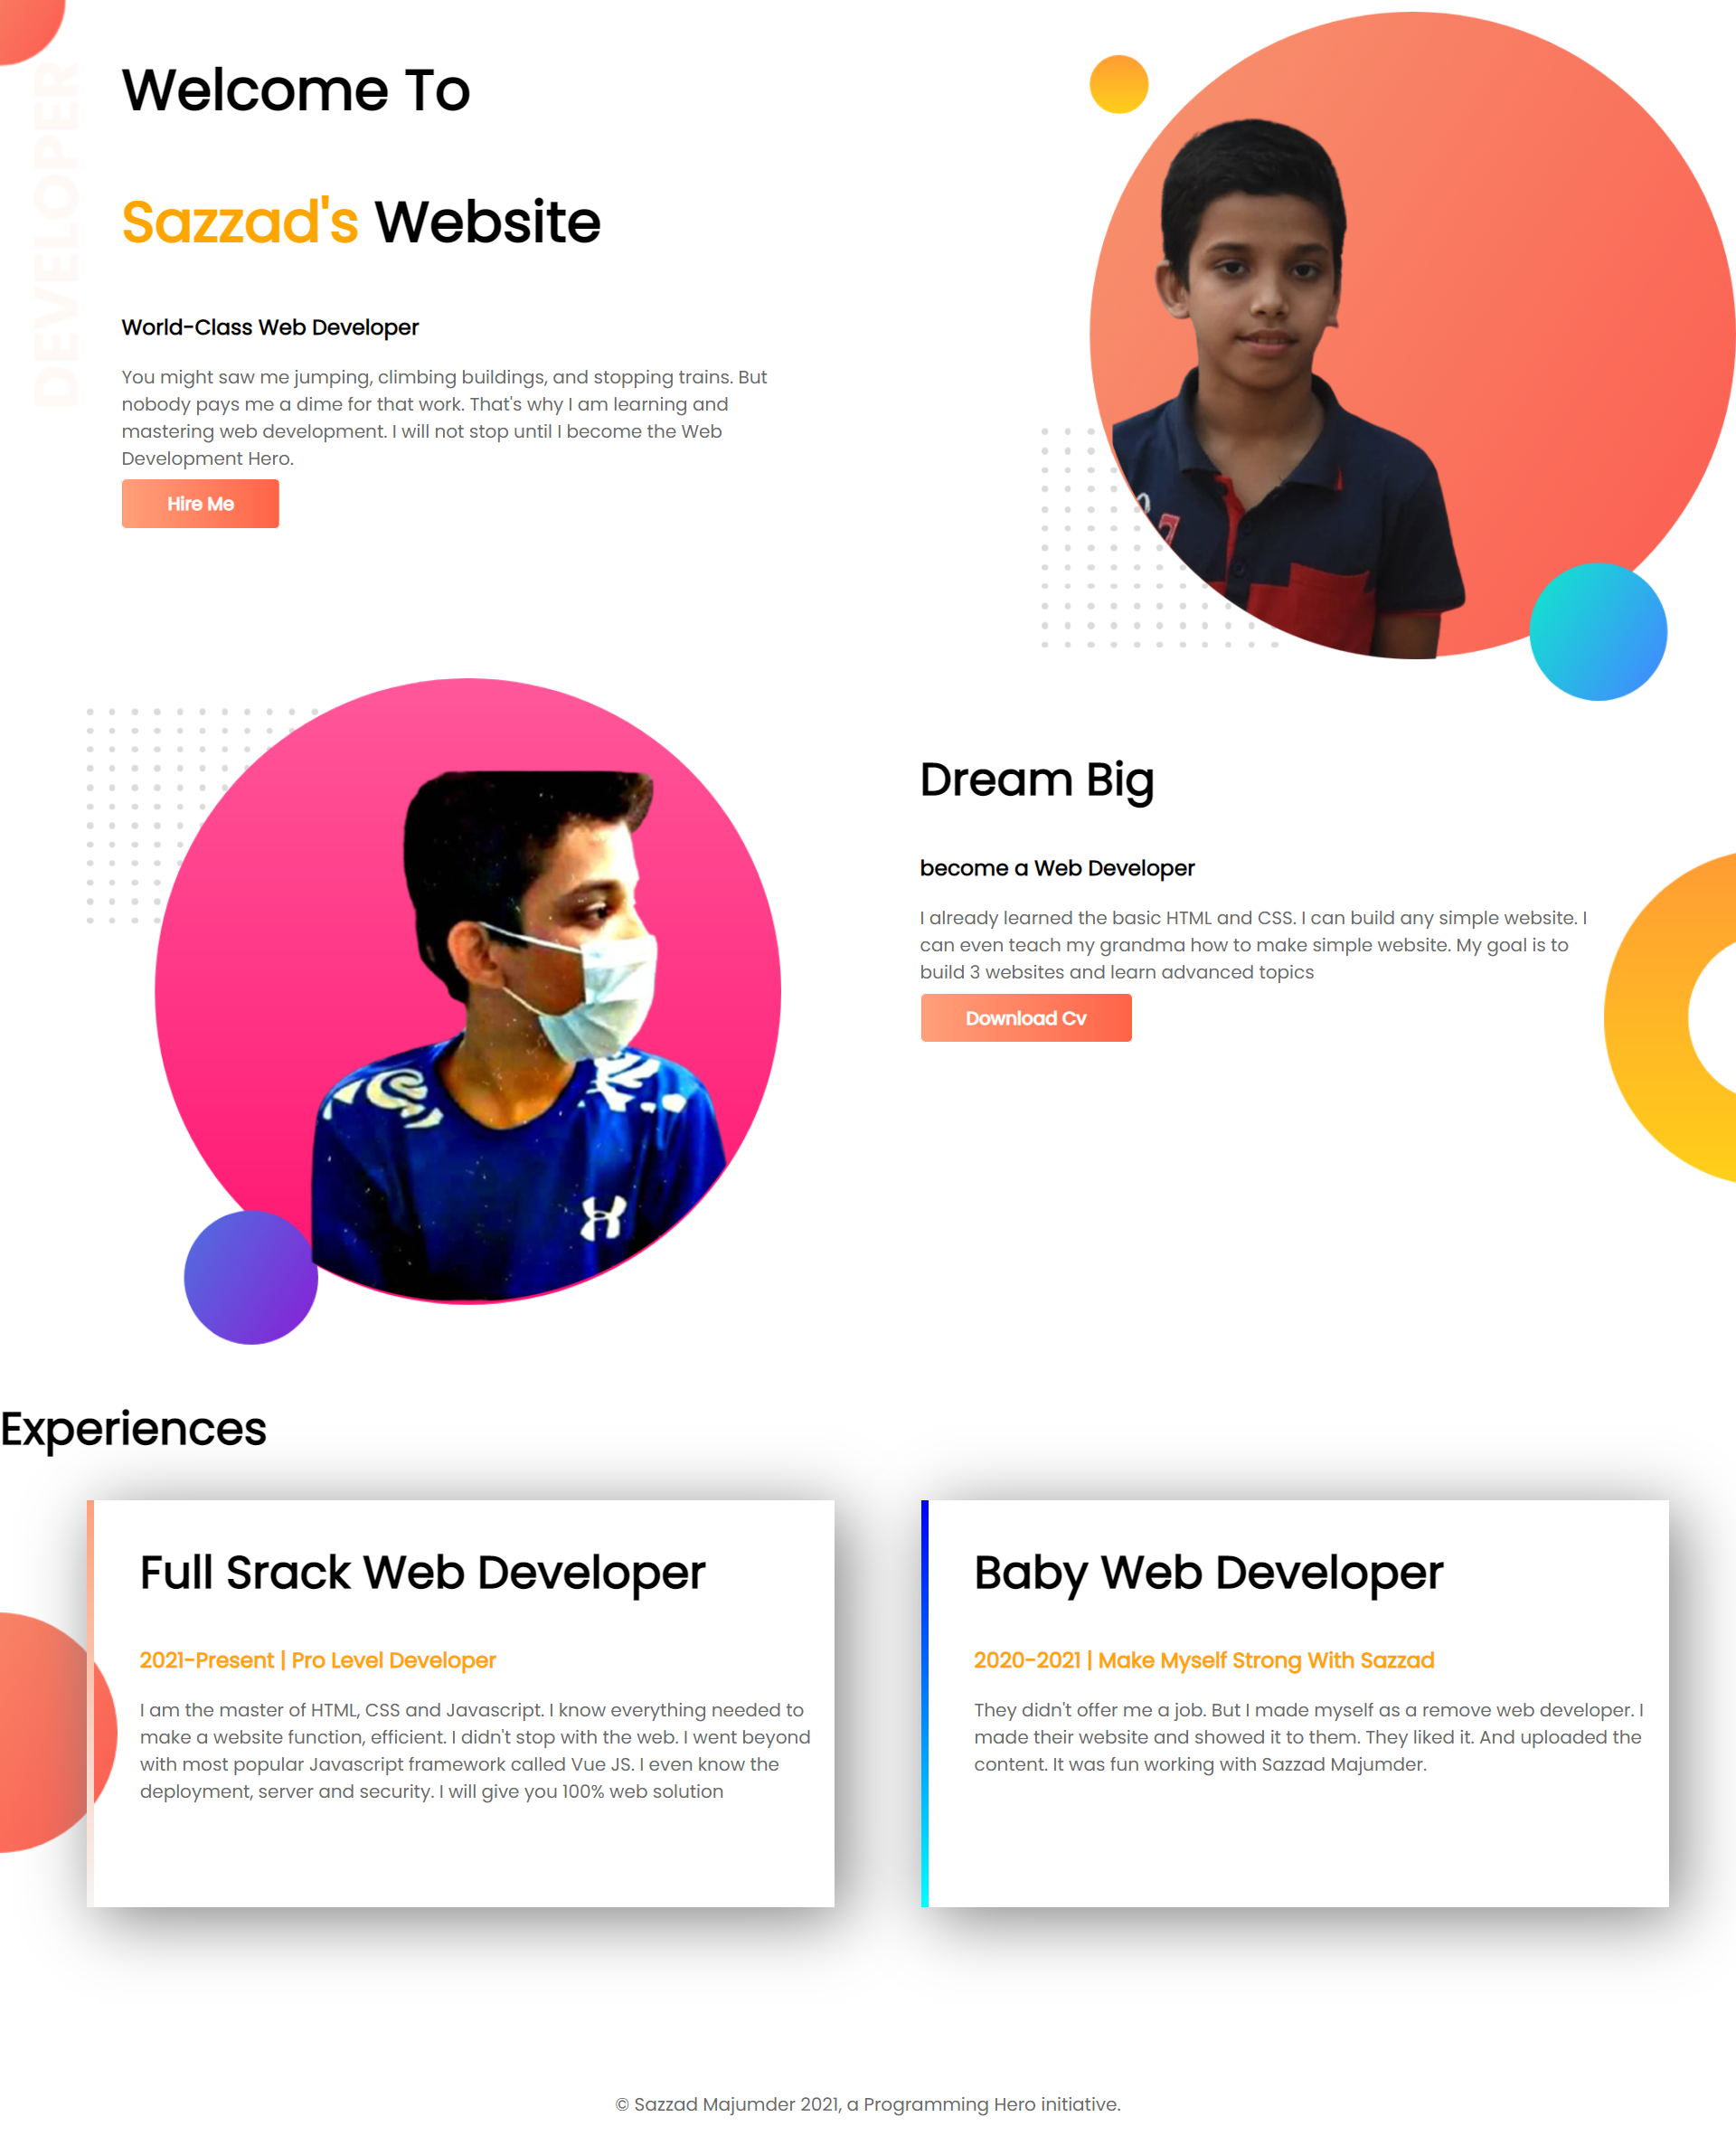 DEVELOPER
Welcome To
Sazzad's Website
World-Class Web Developer
You might saw me jumping, climbing buildings, and stopping trains. But
nobody pays me a dime for that work. That's why I am learning and
mastering web development. I will not stop until I become the Web
Development Hero.
Hire Me
Dream Big
become a Web Developer
I already learned the basic HTML and CSS. I can build any simple website. I
can even teach my grandma how to make simple website. My goal is to
build 3 websites and learn advanced topics
Download Cv
Experiences
Full Srack Web Developer
2021-Present | Pro Level Developer
I am the master of HTML, CSS and Javascript. I know everything needed to
make a website function, efficient. I didn't stop with the web. I went beyond
with most popular Javascript framework called Vue JS. I even know the
deployment, server and security. I will give you 100% web solution
Baby Web Developer
2020-2021 | Make Myself Strong With Sazzad
They didn't offer me a job. But I made myself as a remove web developer. I
made their website and showed it to them. They liked it. And uploaded the
content. It was fun working with Sazzad Majumder.
© Sazzad Majumder 2021, a Programming Hero initiative.